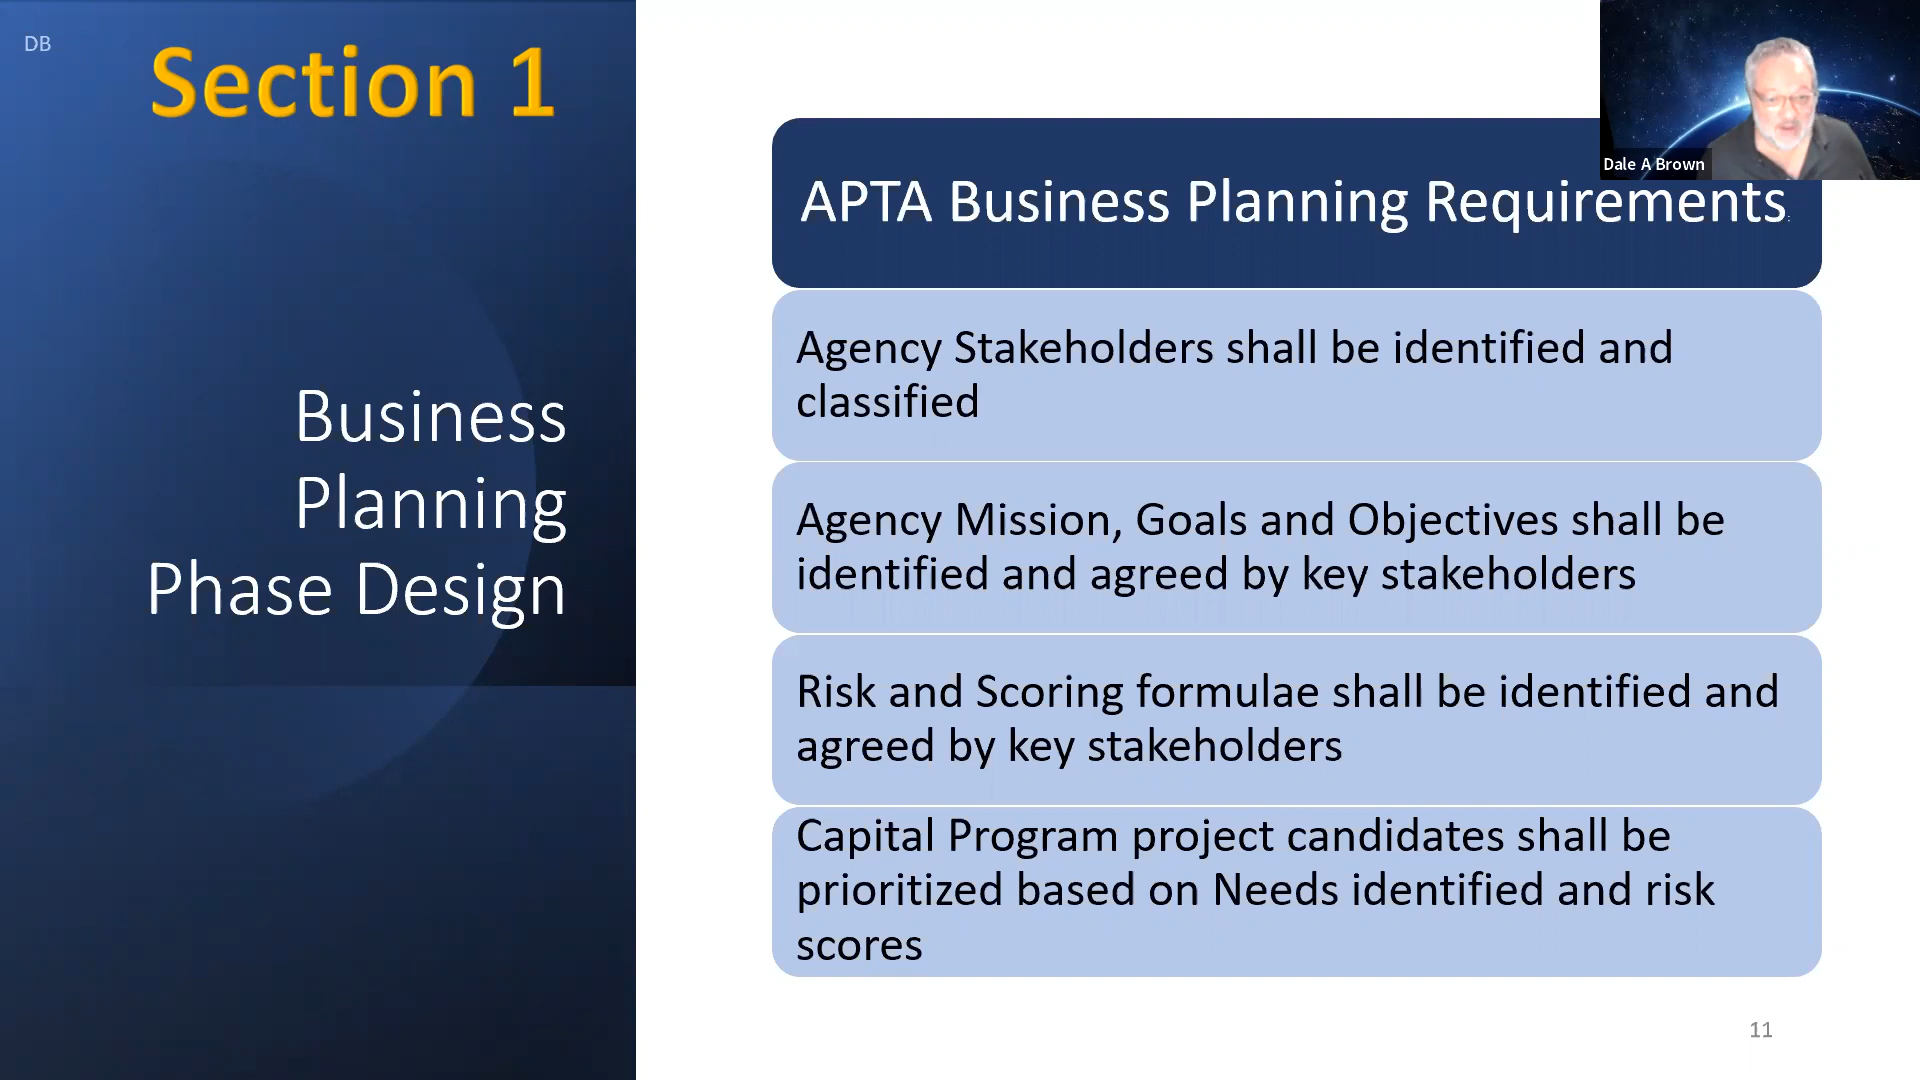 DB
Section 1
Business
Planning
Phase Design
Dale A Brown
APTA Business Planning Requirements:
Agency Stakeholders shall be identified and
classified
Agency Mission, Goals and Objectives shall be
identified and agreed by key stakeholders
Risk and Scoring formulae shall be identified and
agreed by key stakeholders
Capital Program project candidates shall be
prioritized based on Needs identified and risk
scores
11